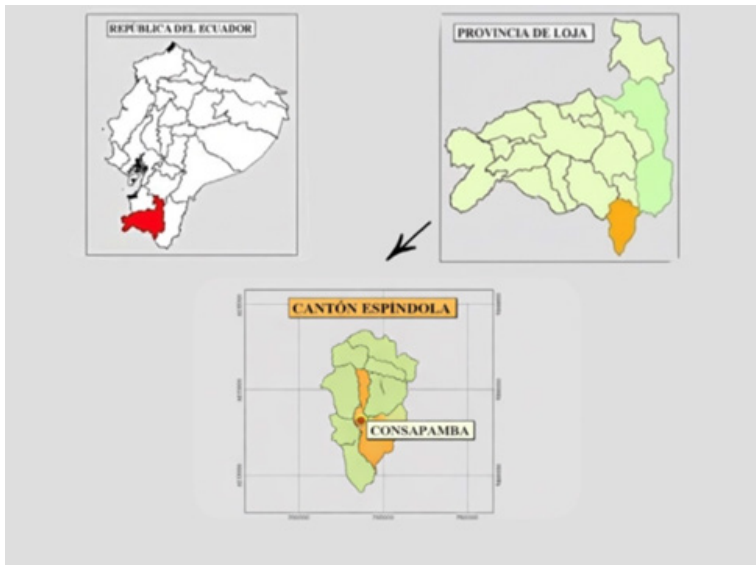 REPÚBLICA DEL ECUADOR
PROVINCIA DE LOJA
CANTÓN ESPÍNDOLA
CONSAPAMBA